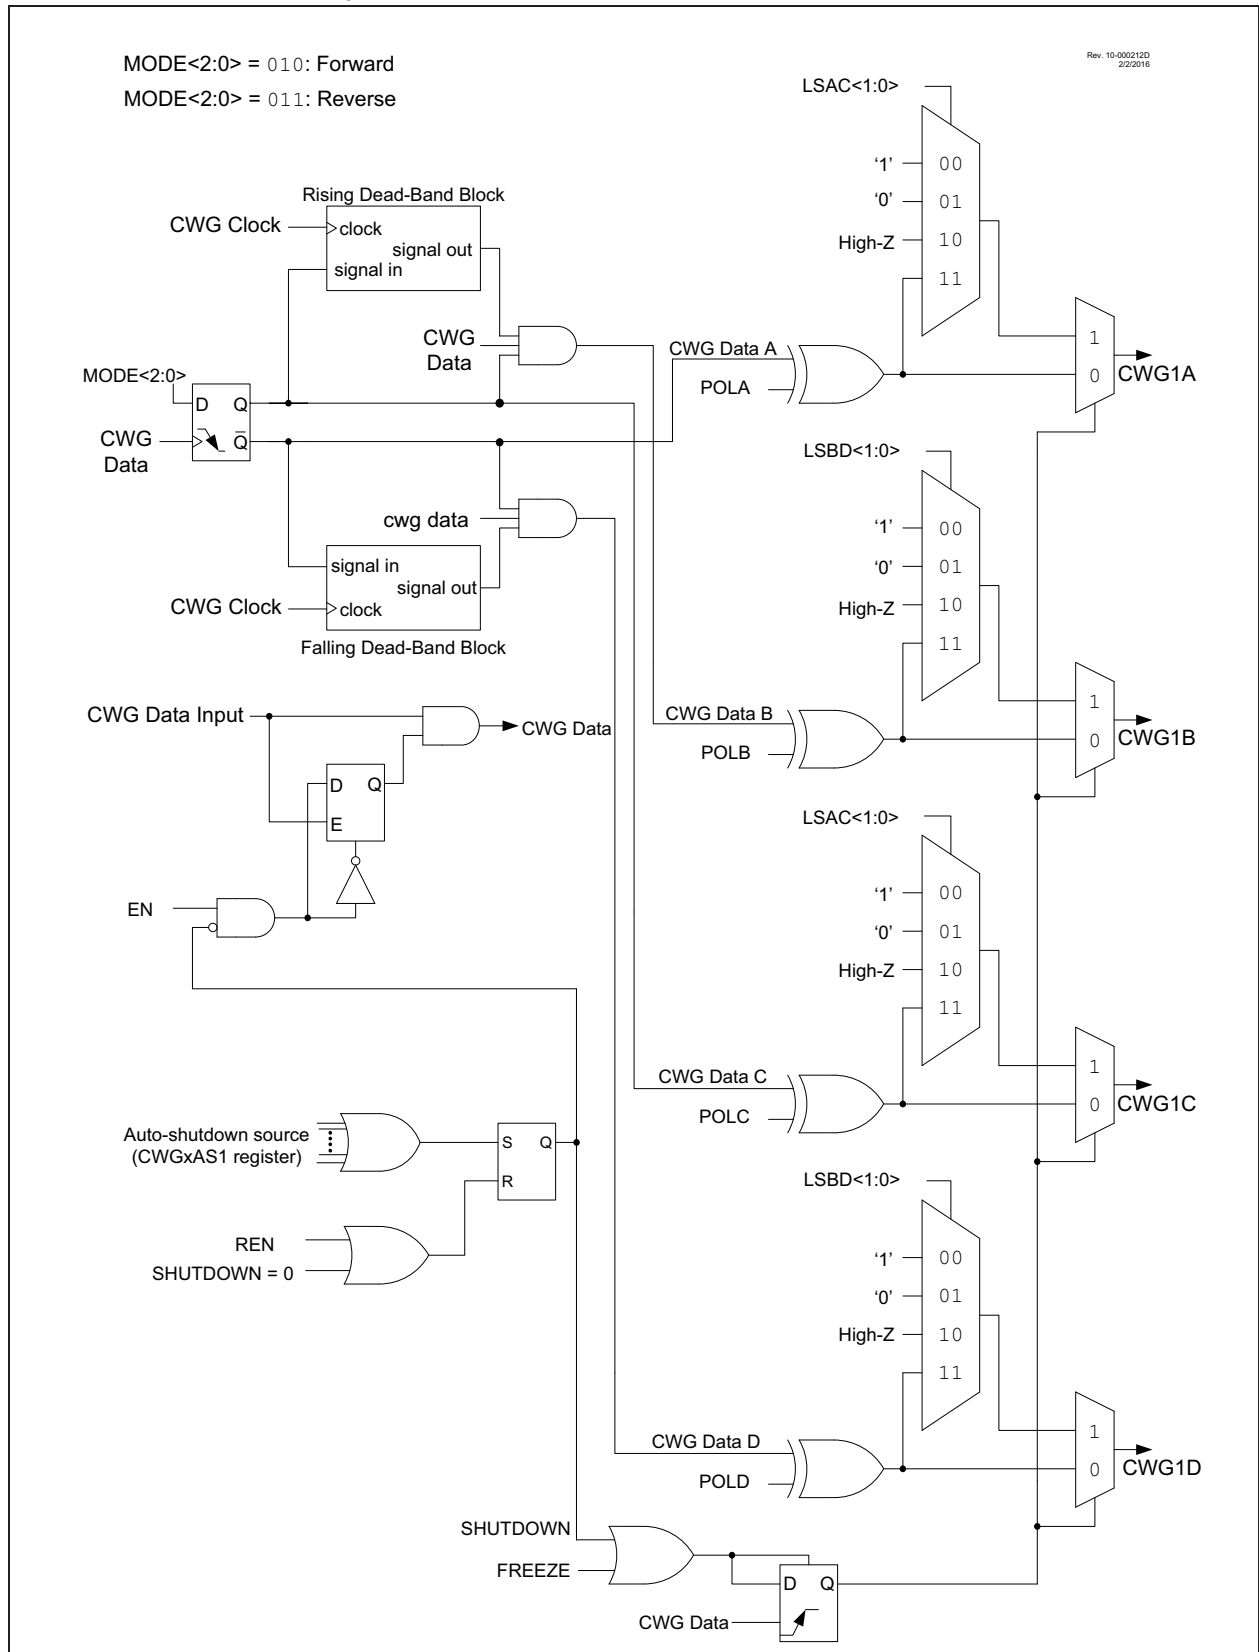 MODE<2:0> = 010: Forward
MODE<2:0> = 011: Reverse
Rev. 10-000212D
2/2/2016
LSAC<1:0>
'1'
00
'0'
01
High-Z
10
11
1
0
CWG1A
Rising Dead-Band Block
CWG Clock
clock
signal out
signal in
CWG
Data
CWG Data A
POLA
MODE<2:0>
D
Q
CWG
Data
Q
cwg data
signal in
signal out
CWG Clock
clock
Falling Dead-Band Block
LSBD<1:0>
'1'
00
'0'
01
High-Z
10
11
1
0
CWG1B
CWG Data B
POLB
CWG Data Input
CWG Data
D
Q
E
EN
LSAC<1:0>
'1'
00
'0'
01
High-Z
10
11
1
0
CWG1C
CWG Data C
POLC
Auto-shutdown source
(CWGxAS1 register)
S
Q
R
REN
SHUTDOWN = 0
LSBD<1:0>
'1'
00
'0'
01
High-Z
10
11
1
0
CWG1D
CWG Data D
POLD
SHUTDOWN
FREEZE
D
Q
CWG Data